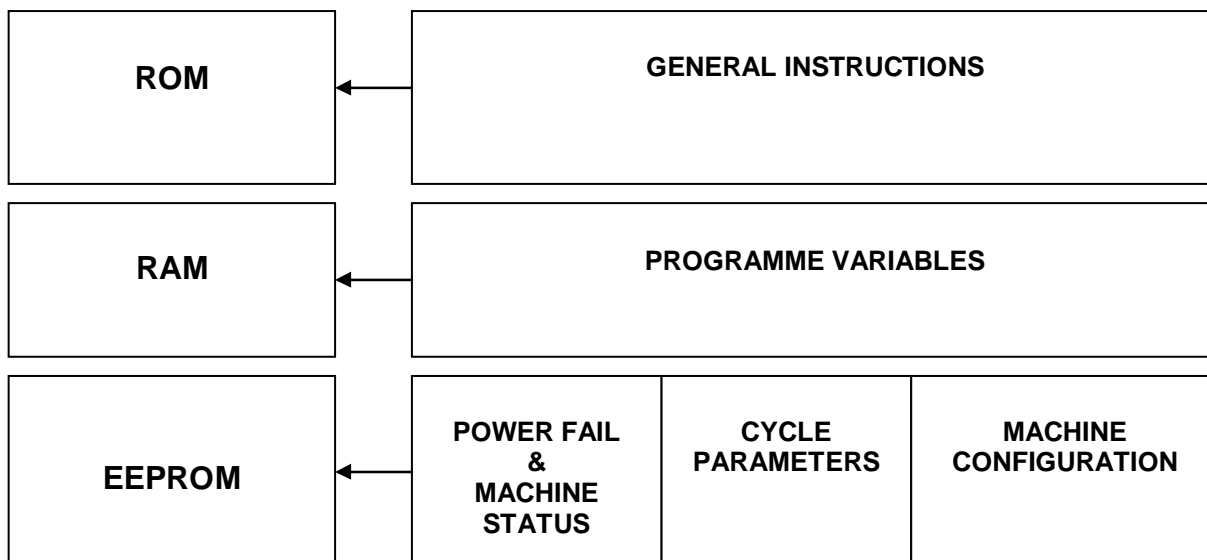 ROM
GENERAL INSTRUCTIONS
RAM
PROGRAMME VARIABLES
EEPROM
POWER FAIL
&
MACHINE
STATUS
CYCLE
PARAMETERS
MACHINE
CONFIGURATION